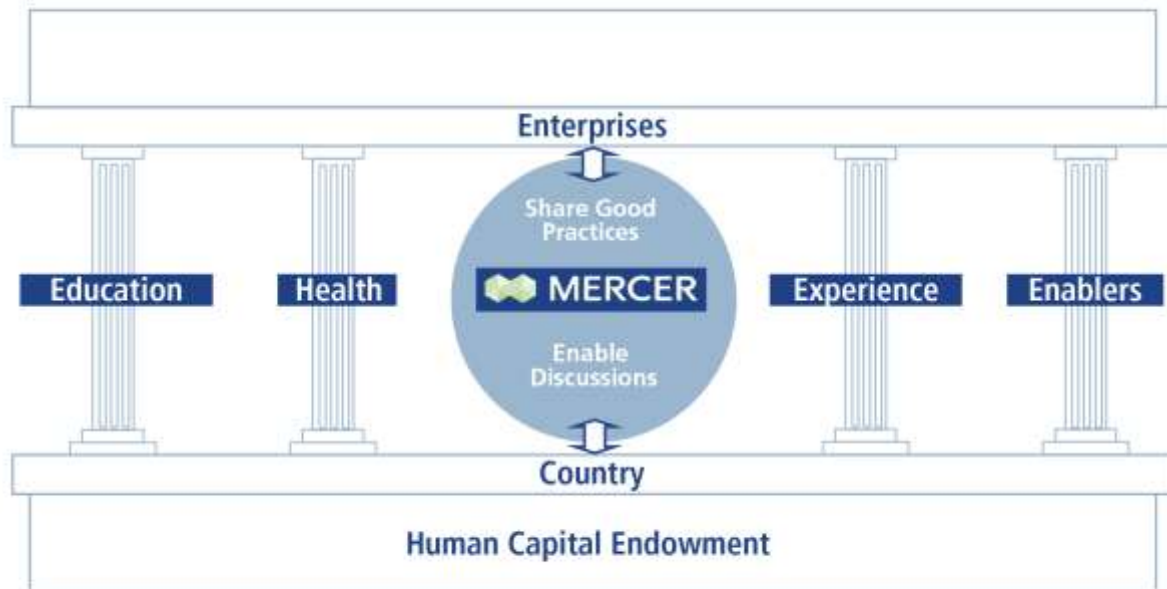 Enterprises
Share Good
Practices
Education
Health
MERCER
Experience
Enablers
Enable
Discussions
Country
Human Capital Endowment